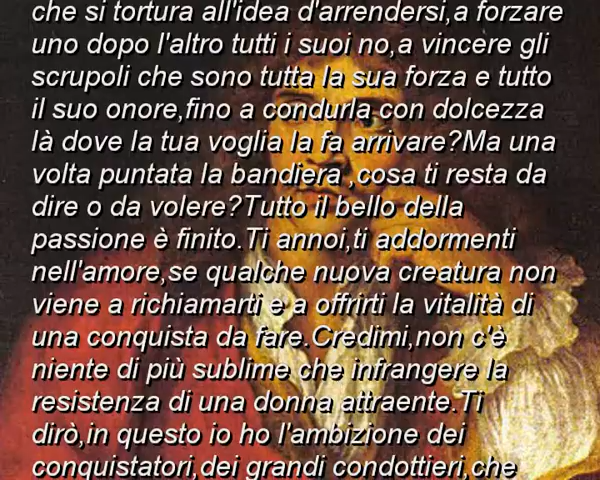 che si tortura all'idea d'arrendersi,a forzare
uno dopo l'altro tutti i suoi no,a vincere gli
scrupoli che sono tutta la sua forza e tutto
il suo onore,fino a condurla con dolcezza
là dove la tua voglia la fa arrivare?Ma una
volta puntata la bandiera ,cosa ti resta da
dire o da volere?Tutto il bello della
passione è finito.Ti annoi,ti addormenti
nell'amore,se qualche nuova creatura non
viene a richiamarti e a offrirti la vitalità di
una conquista da fare.Credimi,non c'è
niente di più sublime che infrangere la
resistenza di una donna attraente.Ti
dirò,in questo io ho l'ambizione dei
conquistatori,dei grandi condottieri,che